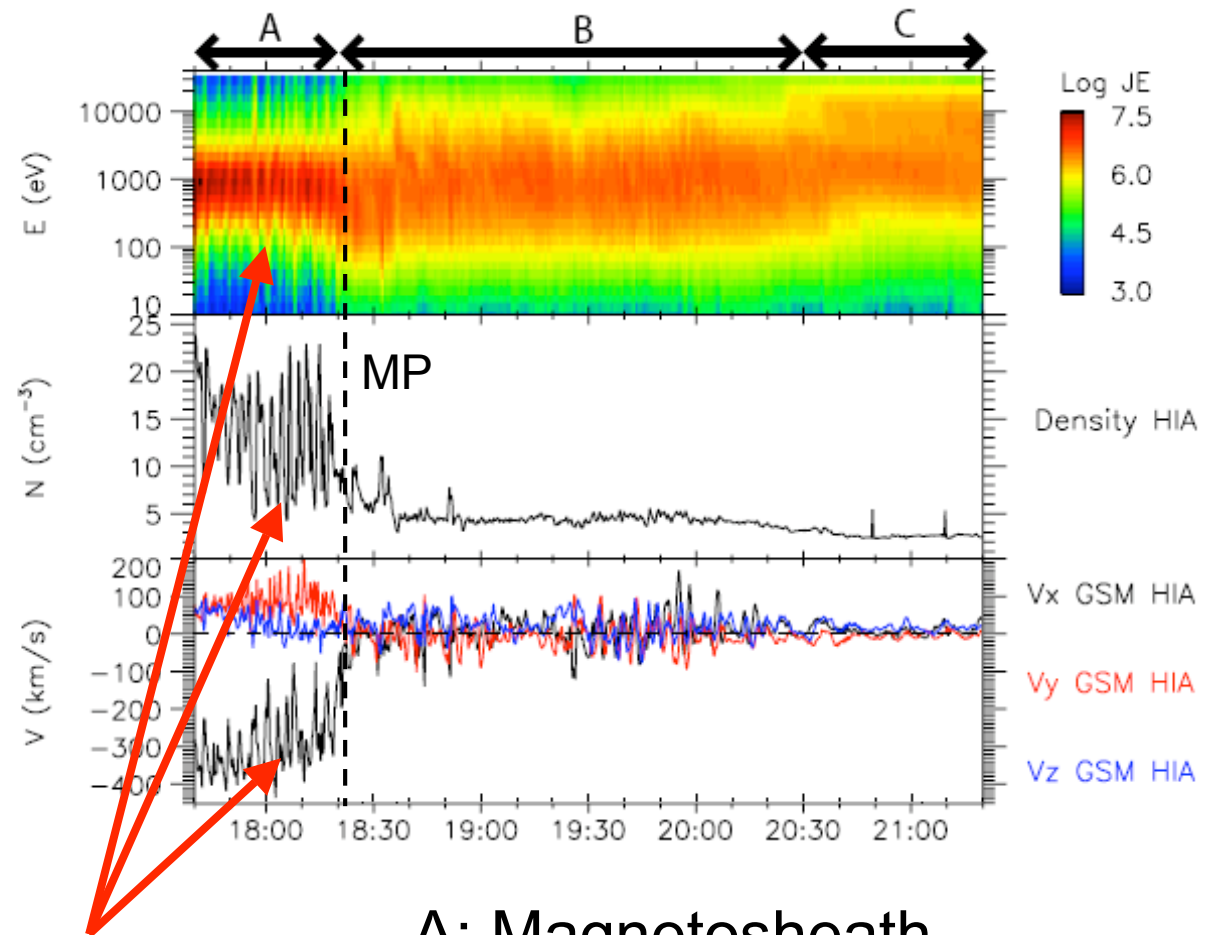 A B C
Log JE
E (eV)
10000
1000
100
10
7.5
6.0
4.5
3.0
N (cm⁻³)
25
20
15
10
5
MP
Density HIA
V (km/s)
200
100
0
−100
−200
−300
−400
Vx GSM HIA
Vy GSM HIA
Vz GSM HIA
18:00 18:30 19:00 19:30 20:00 20:30 21:00
A: Magnetosheath